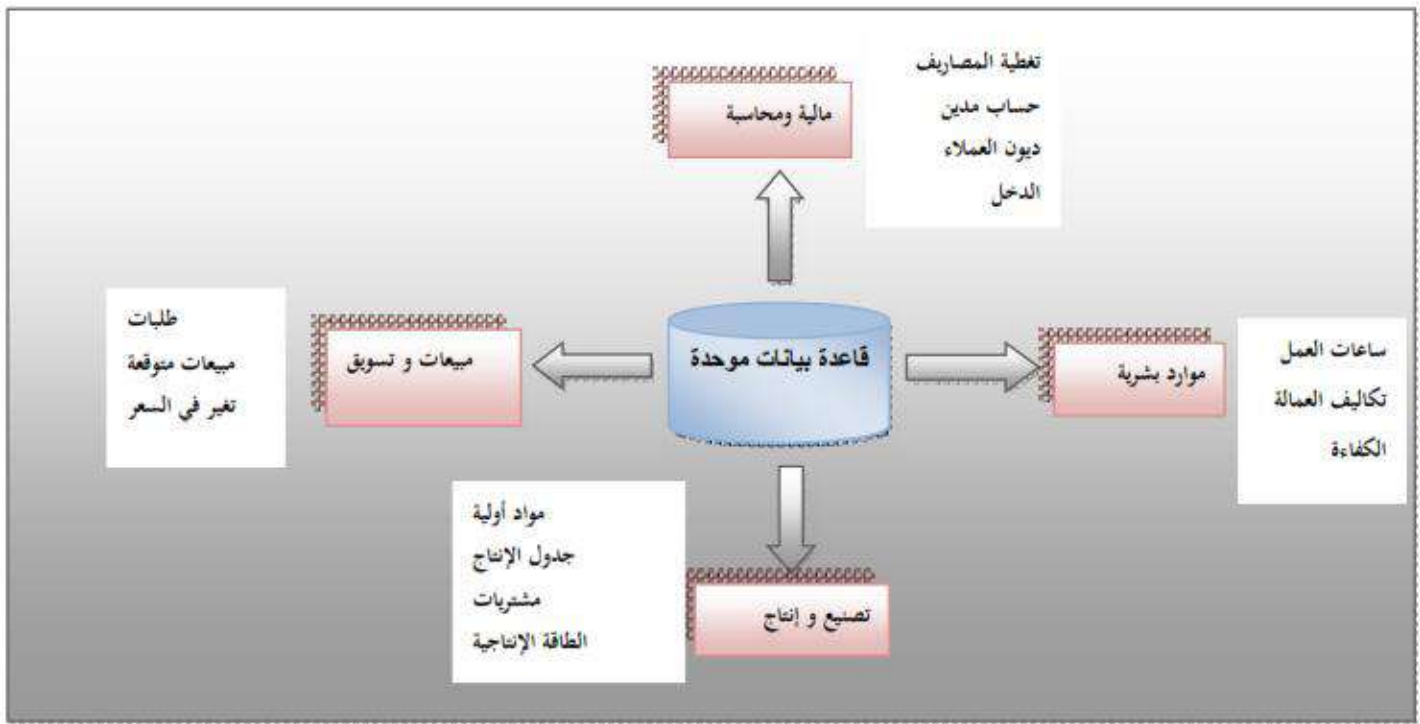 تغطية المصاريف
حساب مدين
ديون العملاء
الدخل
مالية ومحاسبة
ساعات العمل
تكاليف العمالة
الكفاءة
موارد بشرية
قاعدة بيانات موحدة
مبيعات و تسويق
طلبات
مبيعات متوقعة
تغير في السعر
تصنيع و إنتاج
مواد أولية
جدول الإنتاج
مشتريات
الطاقة الإنتاجية